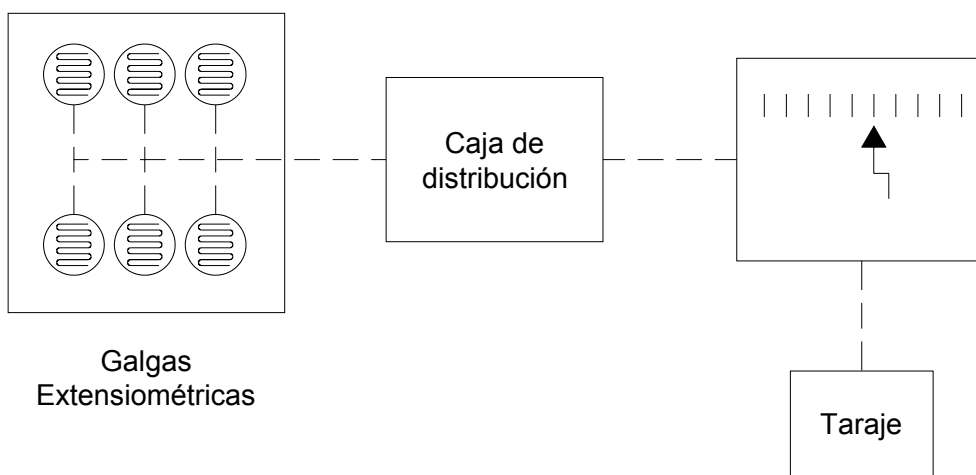 Caja de
distribución
Galgas
Extensiométricas
Taraje